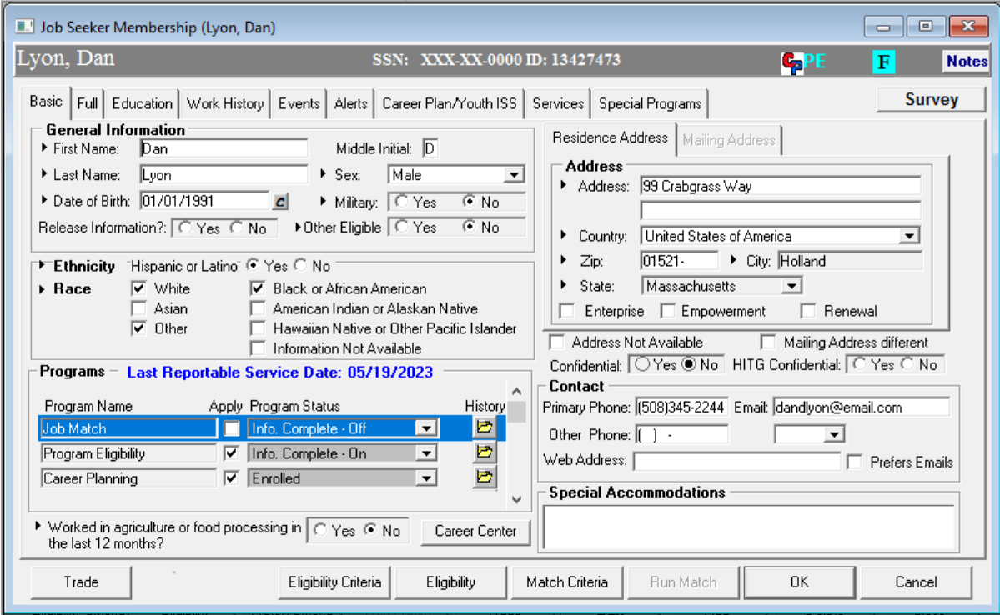 Job Seeker Membership (Lyon, Dan)
Lyon, Dan SSN: XXX-XX-0000 ID: 13427473 CP PE F Notes
Basic Full Education Work History Events Alerts Career Plan/Youth ISS Services Special Programs Survey
General Information
First Name: Dan Middle Initial: D
Last Name: Lyon Sex: Male
Date of Birth: 01/01/1991 C Military: Yes No
Release Information?: Yes No Other Eligible Yes No
Ethnicity Hispanic or Latino Yes No
Race White Black or African American
Asian American Indian or Alaskan Native
Other Hawaiian Native or Other Pacific Islander
Information Not Available
Programs Last Reportable Service Date: 05/19/2023
Program Name Apply Program Status History
Job Match Info. Complete - Off
Program Eligibility Info. Complete - On
Career Planning Enrolled
Worked in agriculture or food processing in
the last 12 months? Yes No Career Center
Residence Address Mailing Address
Address
Address: 99 Crabgrass Way
Country: United States of America
Zip: 01521- City: Holland
State: Massachusetts
Enterprise Empowerment Renewal
Address Not Available Mailing Address different
Confidential: Yes No HITG Confidential: Yes No
Contact
Primary Phone: (508)345-2244 Email: dandlyon@email.com
Other Phone: ( ) -
Web Address: Prefers Emails
Special Accommodations
Trade Eligibility Criteria Eligibility Match Criteria Run Match OK Cancel